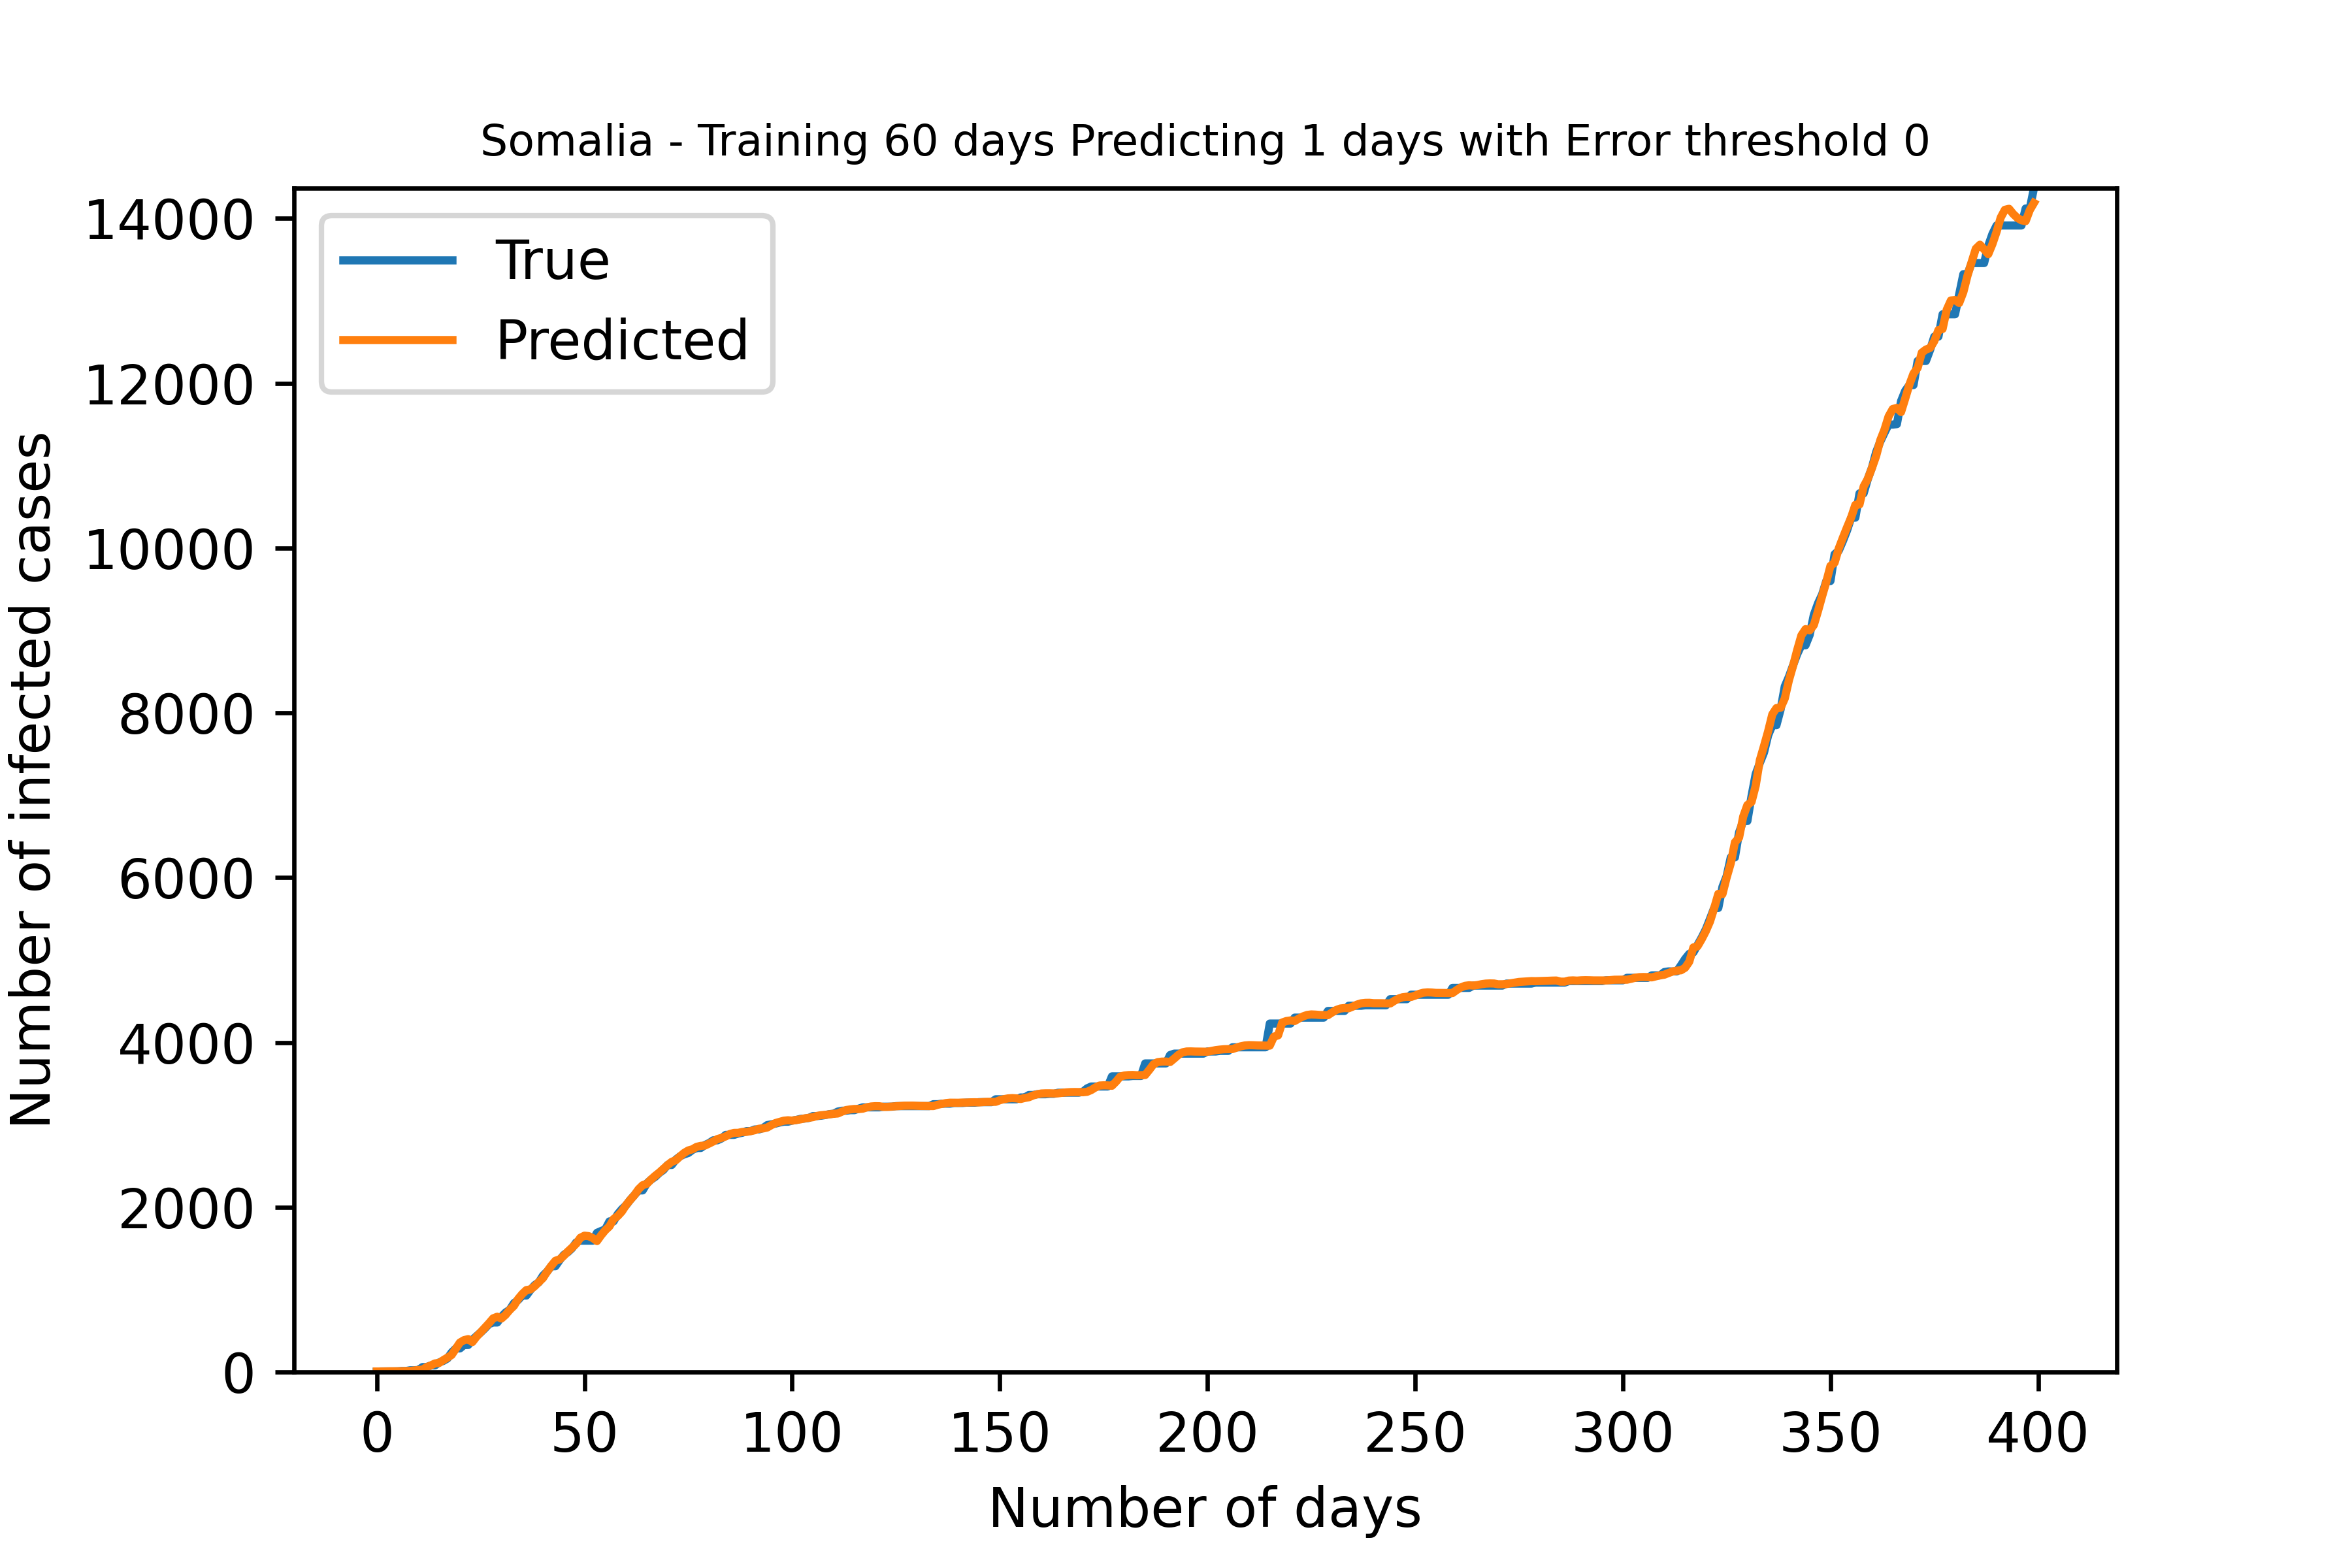 Somalia - Training 60 days Predicting 1 days with Error threshold 0
True
Predicted
14000
12000
10000
8000
6000
4000
2000
0
Number of infected cases
0 50 100 150 200 250 300 350 400
Number of days